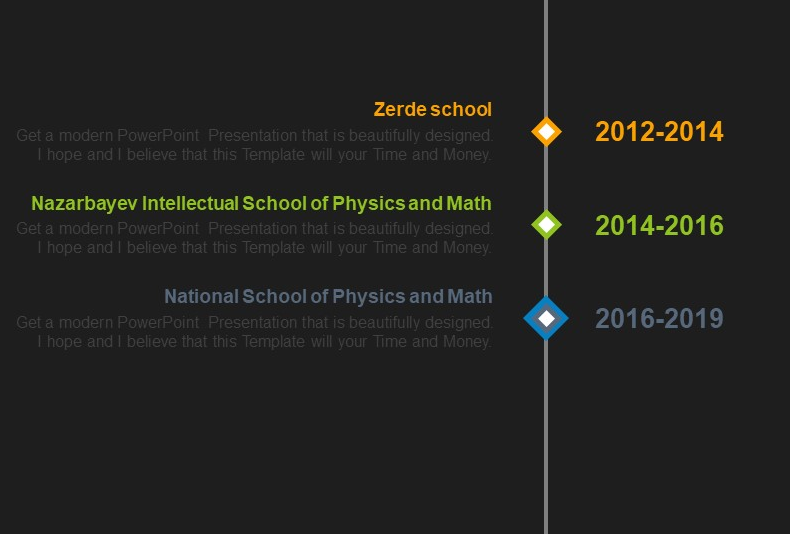 Zerde school
2012-2014
Get a modern PowerPoint Presentation that is beautifully designed.
I hope and I believe that this Template will your Time and Money.
Nazarbayev Intellectual School of Physics and Math
2014-2016
Get a modern PowerPoint Presentation that is beautifully designed.
I hope and I believe that this Template will your Time and Money.
National School of Physics and Math
2016-2019
Get a modern PowerPoint Presentation that is beautifully designed.
I hope and I believe that this Template will your Time and Money.